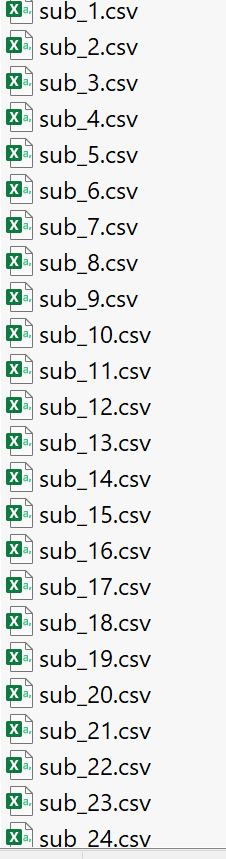 sub_1.csv
sub_2.csv
sub_3.csv
sub_4.csv
sub_5.csv
sub_6.csv
sub_7.csv
sub_8.csv
sub_9.csv
sub_10.csv
sub_11.csv
sub_12.csv
sub_13.csv
sub_14.csv
sub_15.csv
sub_16.csv
sub_17.csv
sub_18.csv
sub_19.csv
sub_20.csv
sub_21.csv
sub_22.csv
sub_23.csv
sub_24.csv